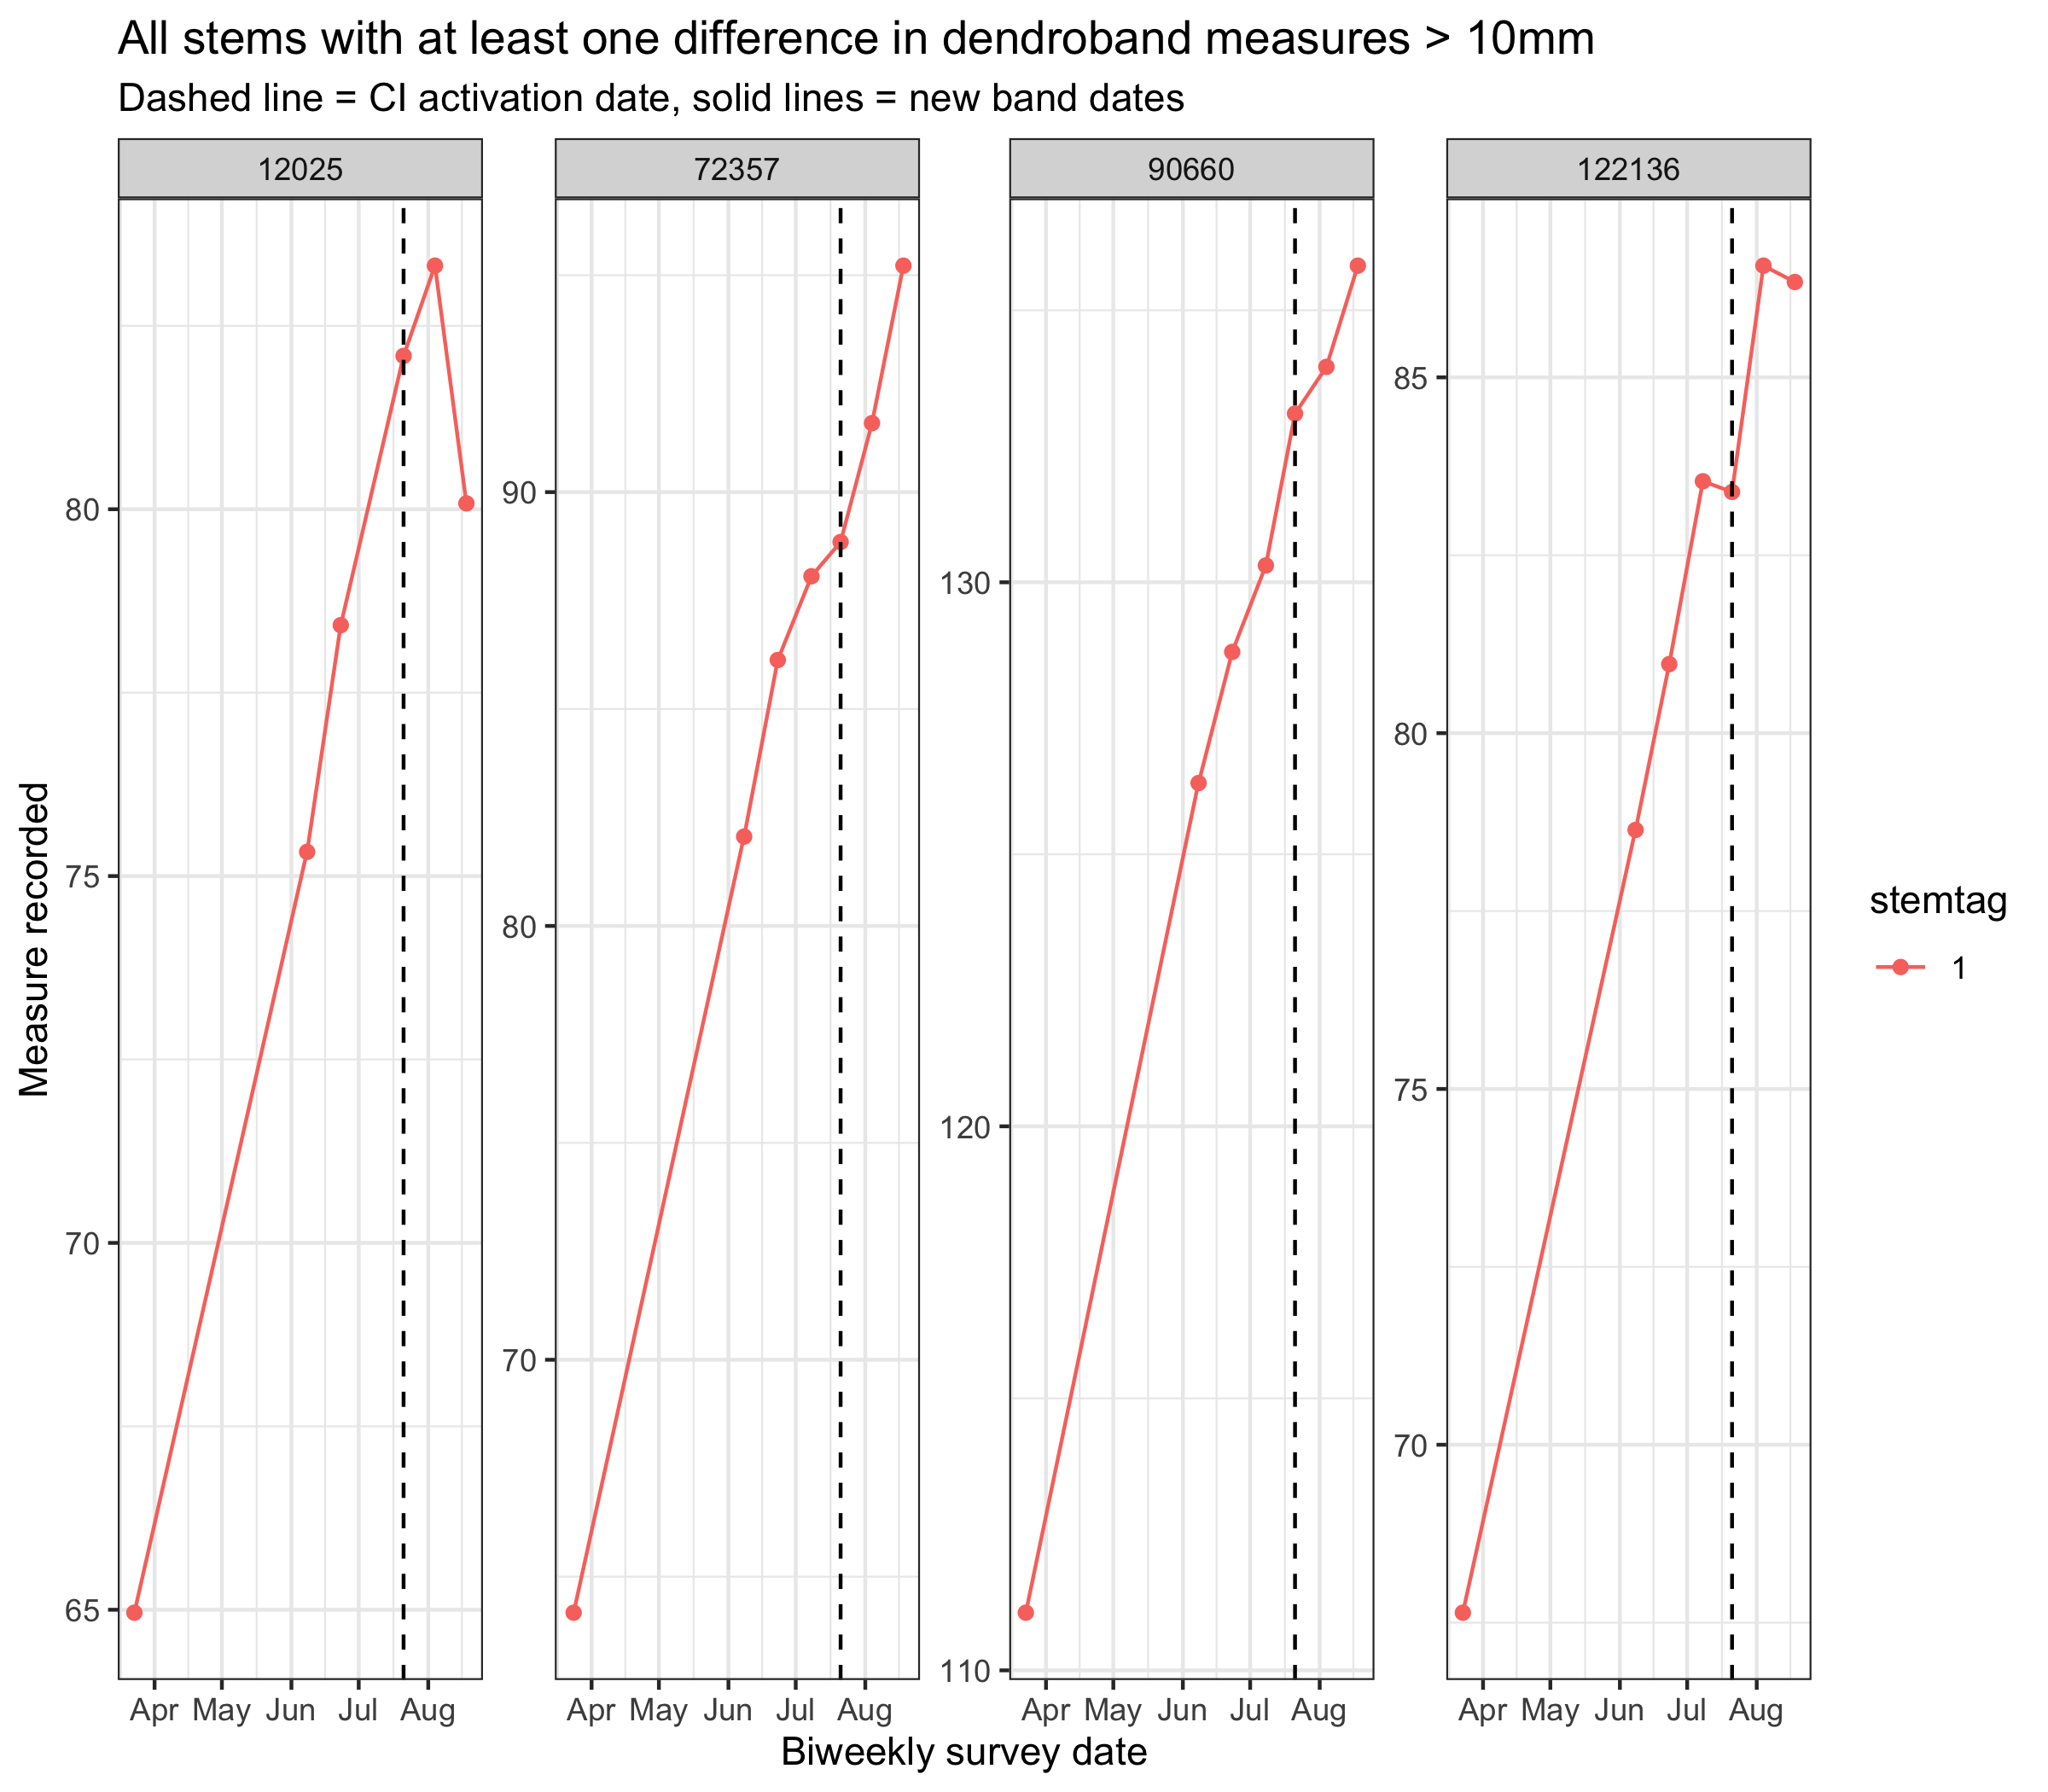 All stems with at least one difference in dendroband measures > 10mm
Dashed line = CI activation date, solid lines = new band dates
12025
72357
90660
122136
Measure recorded
80
75
70
65
90
80
70
130
120
110
85
80
75
70
Apr May Jun Jul Aug
Apr May Jun Jul Aug
Apr May Jun Jul Aug
Apr May Jun Jul Aug
Biweekly survey date
stemtag
1